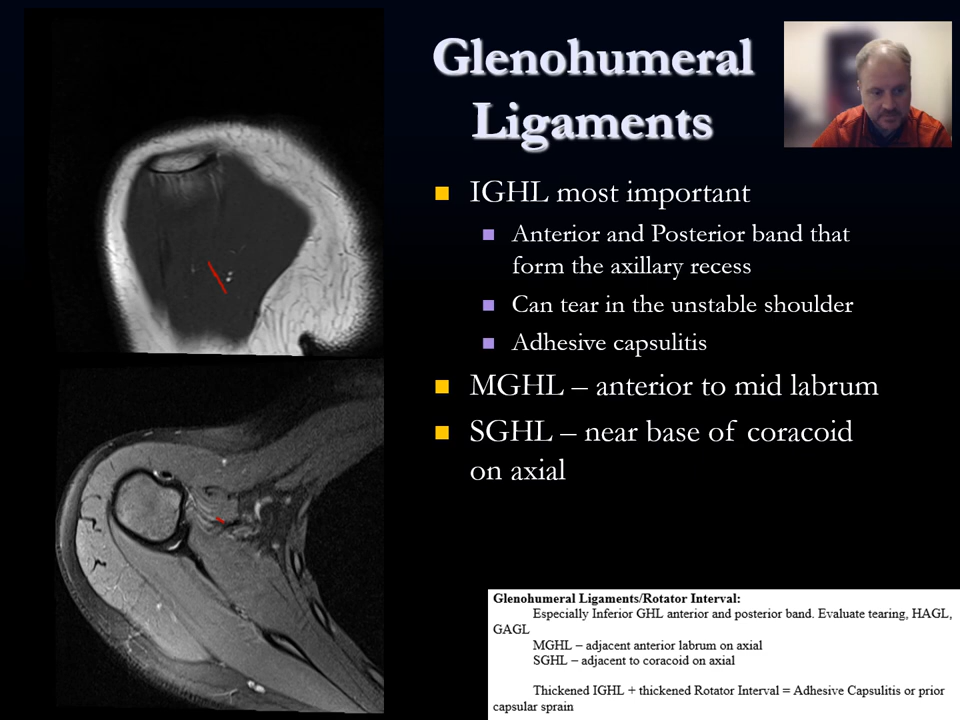 Glenohumeral
Ligaments
IGHL most important
Anterior and Posterior band that
form the axillary recess
Can tear in the unstable shoulder
Adhesive capsulitis
MGHL – anterior to mid labrum
SGHL – near base of coracoid
on axial
Glenohumeral Ligaments/Rotator Interval:
Especially Inferior GHL anterior and posterior band. Evaluate tearing, HAGL,
GAGL
MGHL – adjacent anterior labrum on axial
SGHL – adjacent to coracoid on axial
Thickened IGHL + thickened Rotator Interval = Adhesive Capsulitis or prior
capsular sprain